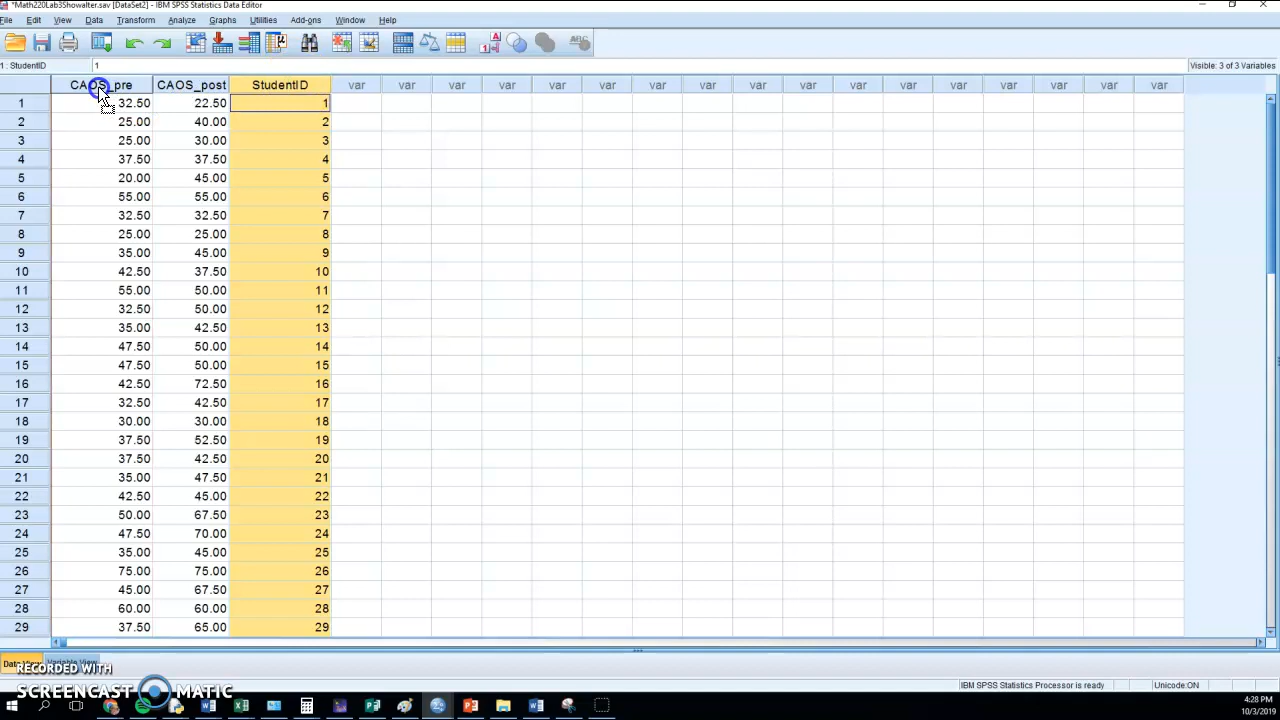 *Math220Lab3Showalter.sav [DataSet2] - IBM SPSS Statistics Data Editor
File Edit View Data Transform Analyze Graphs Utilities Add-ons Window Help
1 : StudentID 1 Visible: 3 of 3 Variables
CAOS_pre CAOS_post StudentID var var var var var var var var var var var var var var var var var
1 32.50 22.50 1
2 25.00 40.00 2
3 25.00 30.00 3
4 37.50 37.50 4
5 20.00 45.00 5
6 55.00 55.00 6
7 32.50 32.50 7
8 25.00 25.00 8
9 35.00 45.00 9
10 42.50 37.50 10
11 55.00 50.00 11
12 32.50 50.00 12
13 35.00 42.50 13
14 47.50 50.00 14
15 47.50 50.00 15
16 42.50 72.50 16
17 32.50 42.50 17
18 30.00 30.00 18
19 37.50 52.50 19
20 37.50 42.50 20
21 35.00 47.50 21
22 42.50 45.00 22
23 50.00 67.50 23
24 47.50 70.00 24
25 35.00 45.00 25
26 75.00 75.00 26
27 45.00 67.50 27
28 60.00 60.00 28
29 37.50 65.00 29
Data View Variable View
RECORDED WITH
SCREENCAST MATIC
IBM SPSS Statistics Processor is ready Unicode:ON
4:28 PM
10/3/2019